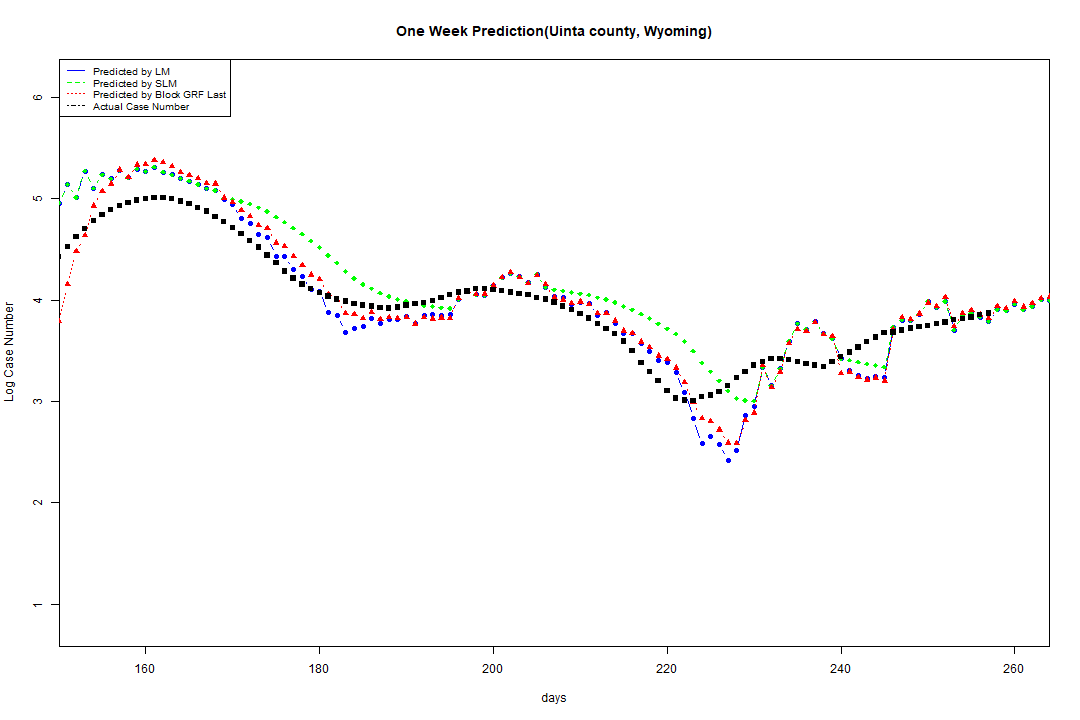 One Week Prediction(Uinta county, Wyoming)
Predicted by LM
Predicted by SLM
Predicted by Block GRF Last
Actual Case Number
Log Case Number
6
5
4
3
2
1
160 180 200 220 240 260
days